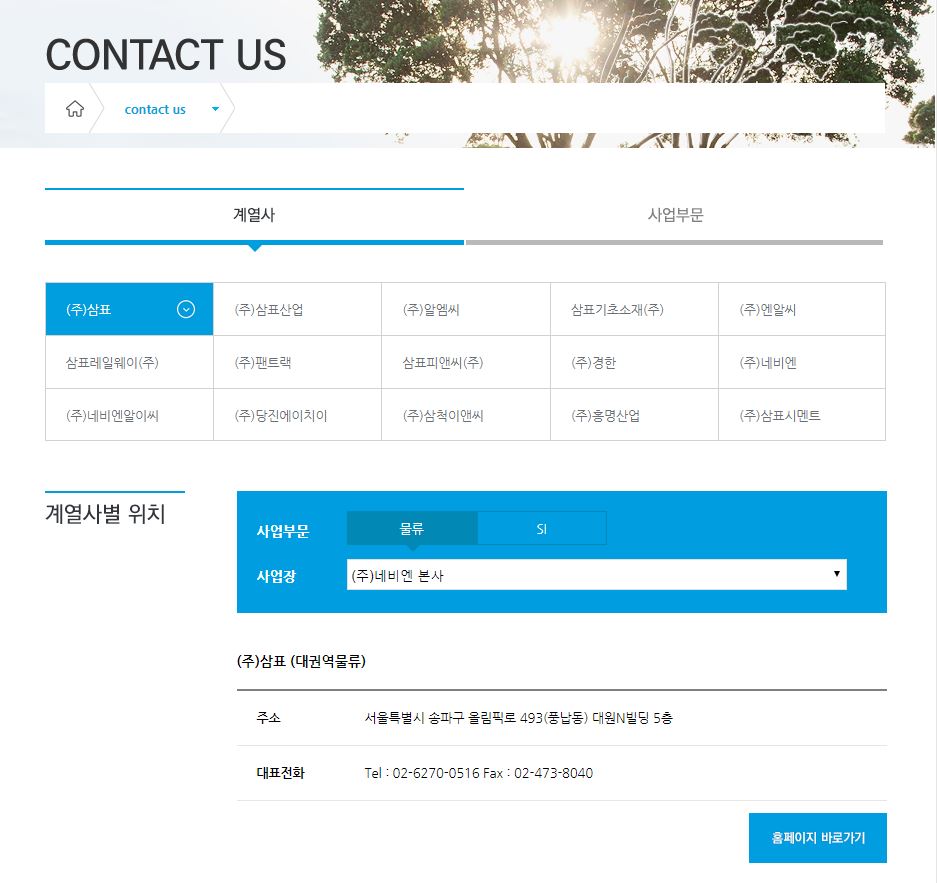 CONTACT US
contact us
계열사 사업부문
(주)삼표 (주)삼표산업 (주)알엠씨 삼표기초소재(주) (주)엔알씨
삼표레일웨이(주) (주)팬트랙 삼표피앤씨(주) (주)경한 (주)네비엔
(주)네비엔알이씨 (주)당진에이치이 (주)삼척이앤씨 (주)홍명산업 (주)삼표시멘트
계열사별 위치
사업부문 물류 SI
사업장 (주)네비엔 본사
(주)삼표 (대권역물류)
주소 서울특별시 송파구 올림픽로 493(풍납동) 대원N빌딩 5층
대표전화 Tel : 02-6270-0516 Fax : 02-473-8040
홈페이지 바로가기